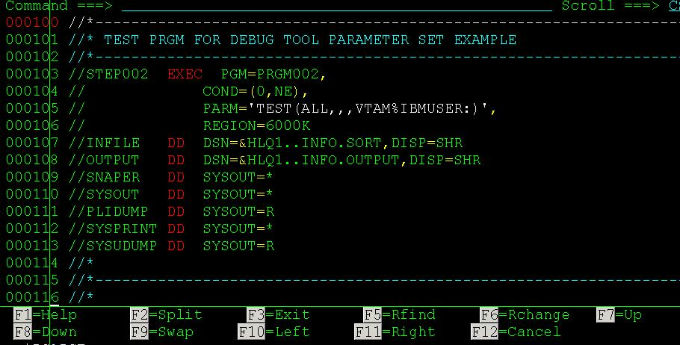 Command ===> Scroll ===> C
000100 //*
000101 //* TEST PRGM FOR DEBUG TOOL PARAMETER SET EXAMPLE
000102 //*
000103 //STEP002 EXEC PGM=PRGM002,
000104 // COND=(0,NE),
000105 // PARM='TEST(ALL,,,VTAM%IBMUSER:)',
000106 // REGION=6000K
000107 //INFILE DD DSN=&HLQ1..INFO.SORT,DISP=SHR
000108 //OUTPUT DD DSN=&HLQ1..INFO.OUTPUT,DISP=SHR
000109 //SNAPER DD SYSOUT=*
000110 //SYSOUT DD SYSOUT=*
000111 //PLIDUMP DD SYSOUT=R
000112 //SYSPRINT DD SYSOUT=*
000113 //SYSUDUMP DD SYSOUT=R
000114 //*
000115 //*
000116 //*
F1=Help F2=Split F3=Exit F5=Rfind F6=Rchange F7=Up
F8=Down F9=Swap F10=Left F11=Right F12=Cancel